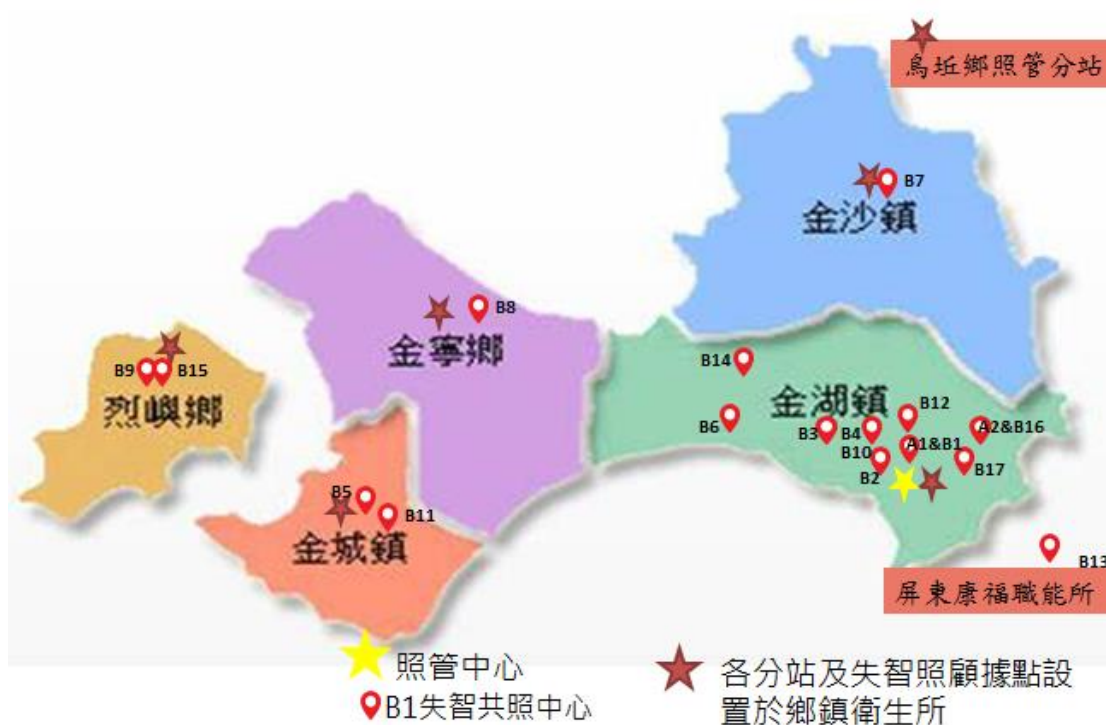 烏坵鄉照管分站
B7
金沙鎮
B8
金寧鄉
B9
B15
烈嶼鄉
B14
金湖鎮
B12
B6
B3
B4
A2&B16
A1&B1
B10
B17
B2
B5
B11
金城鎮
B13
屏東康福職能所
照管中心
B1失智共照中心
各分站及失智照顧據點設
置於鄉鎮衛生所